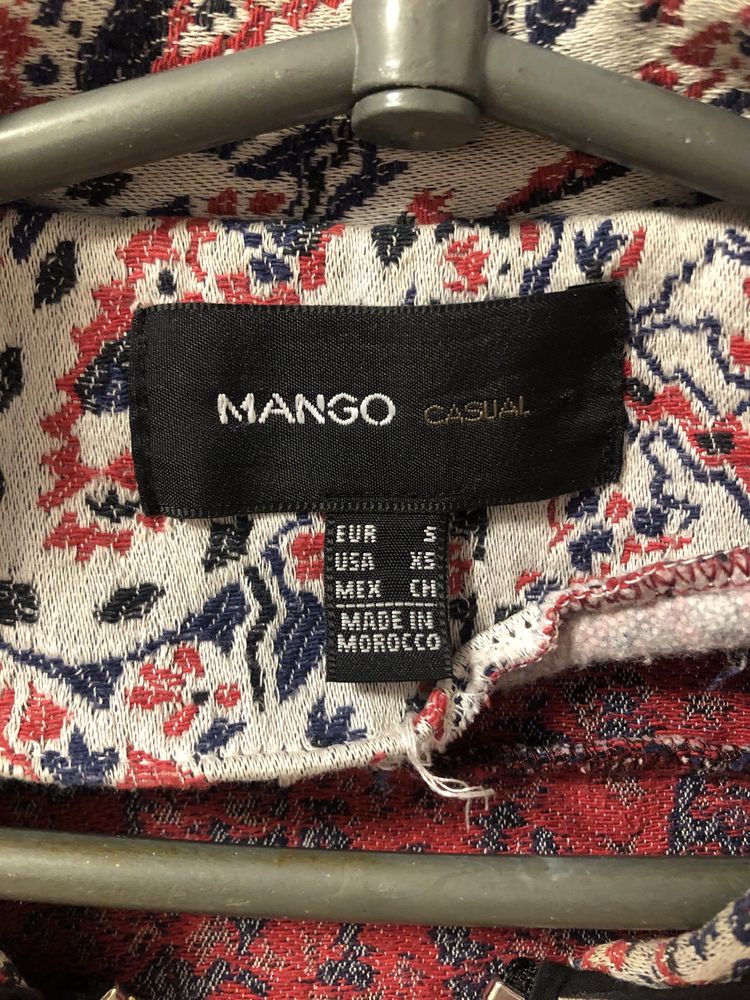 MANGO CASUAL
EUR S
USA XS
MEX CH
MADE IN
MOROCCO